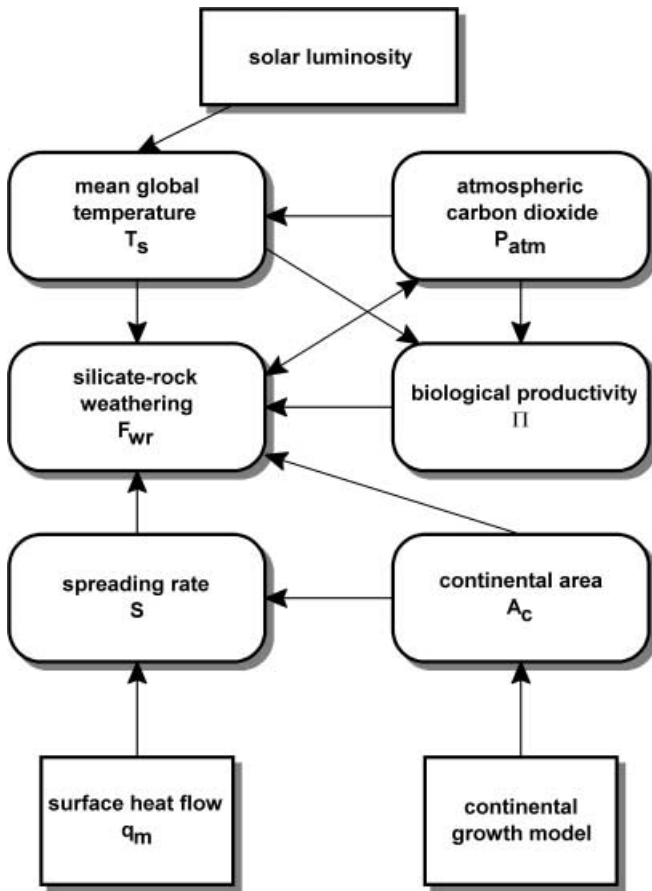 solar luminosity
mean global
temperature
Ts
atmospheric
carbon dioxide
Patm
silicate-rock
weathering
Fwr
biological productivity
Π
spreading rate
S
continental area
Ac
surface heat flow
qm
continental
growth model